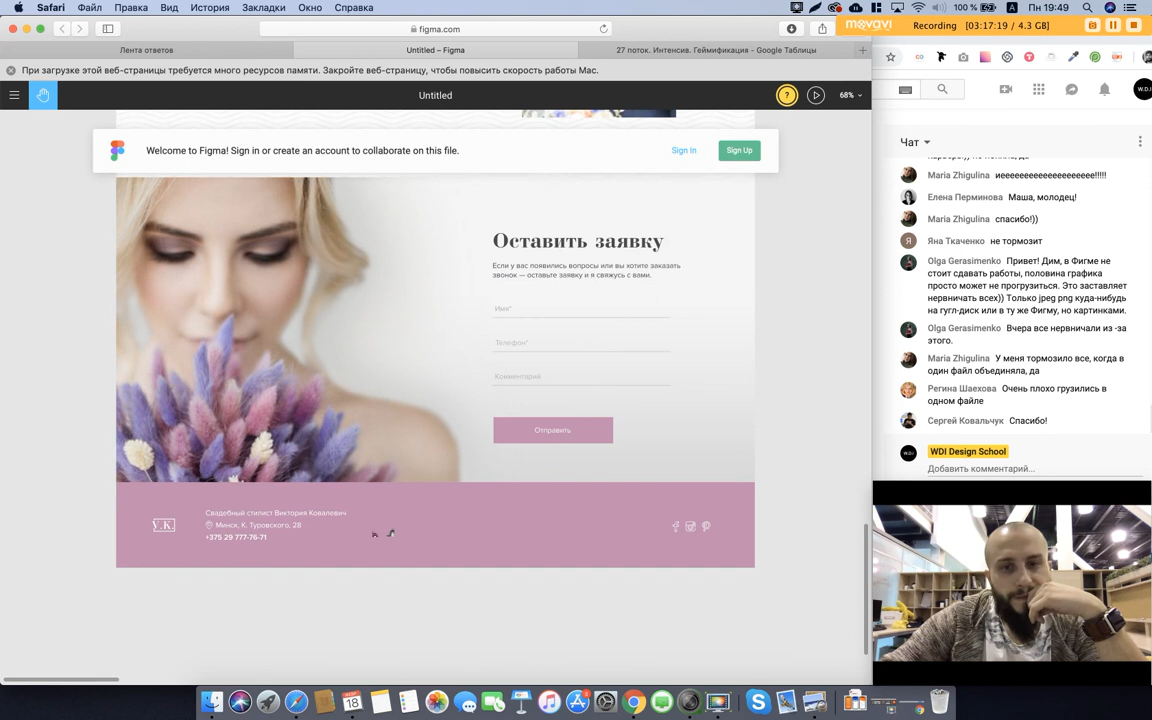 Safari Файл Правка Вид История Закладки Окно Справка
100 % Пн 19:49
movavi Recording [03:17:19 / 4.3 GB]
figma.com
Лента ответов
Untitled – Figma
27 поток. Интенсив. Геймификация - Google Таблицы
При загрузке этой веб-страницы требуется много ресурсов памяти. Закройте веб-страницу, чтобы повысить скорость работы Mac.
Untitled
?
68%
Welcome to Figma! Sign in or create an account to collaborate on this file.
Sign In
Sign Up
Оставить заявку
Если у вас появились вопросы или вы хотите заказать
звонок — оставьте заявку и я свяжусь с вами.
Имя*
Телефон*
Комментарий
Отправить
У.К.
Свадебный стилист Виктория Ковалевич
Минск, К. Туровского, 28
+375 29 777-76-71
Чат
Maria Zhigulina иееееееееееееееееееее!!!!!
Елена Перминова Маша, молодец!
Maria Zhigulina спасибо!))
Я
Яна Ткаченко не тормозит
Olga Gerasimenko Привет! Дим, в Фигме не
стоит сдавать работы, половина графика
просто может не прогрузиться. Это заставляет
нервничать всех)) Только jpeg png куда-нибудь
на гугл-диск или в ту же Фигму, но картинками.
Olga Gerasimenko Вчера все нервничали из -за
этого.
Maria Zhigulina У меня тормозило все, когда в
один файл объединяла, да
Регина Шаехова Очень плохо грузились в
одном файле
Сергей Ковальчук Спасибо!
WDI Design School
Добавить комментарий...